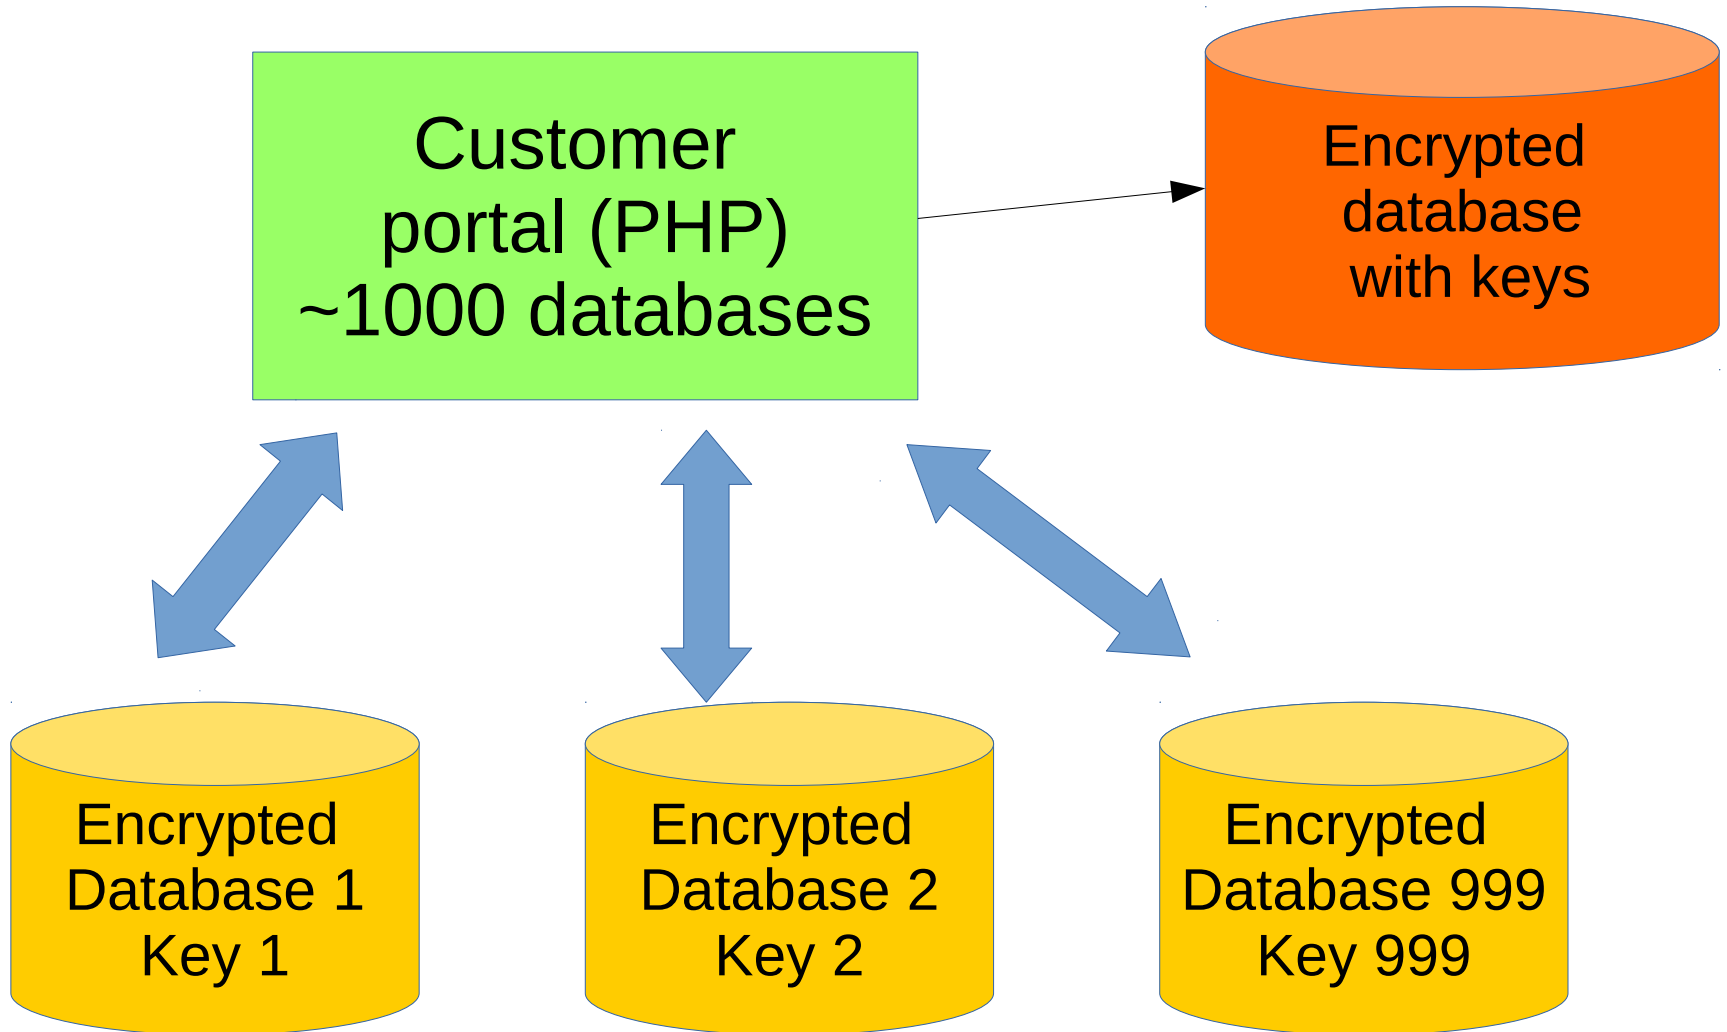 Customer
portal (PHP)
~1000 databases
Encrypted
database
with keys
Encrypted
Database 1
Key 1
Encrypted
Database 2
Key 2
Encrypted
Database 999
Key 999